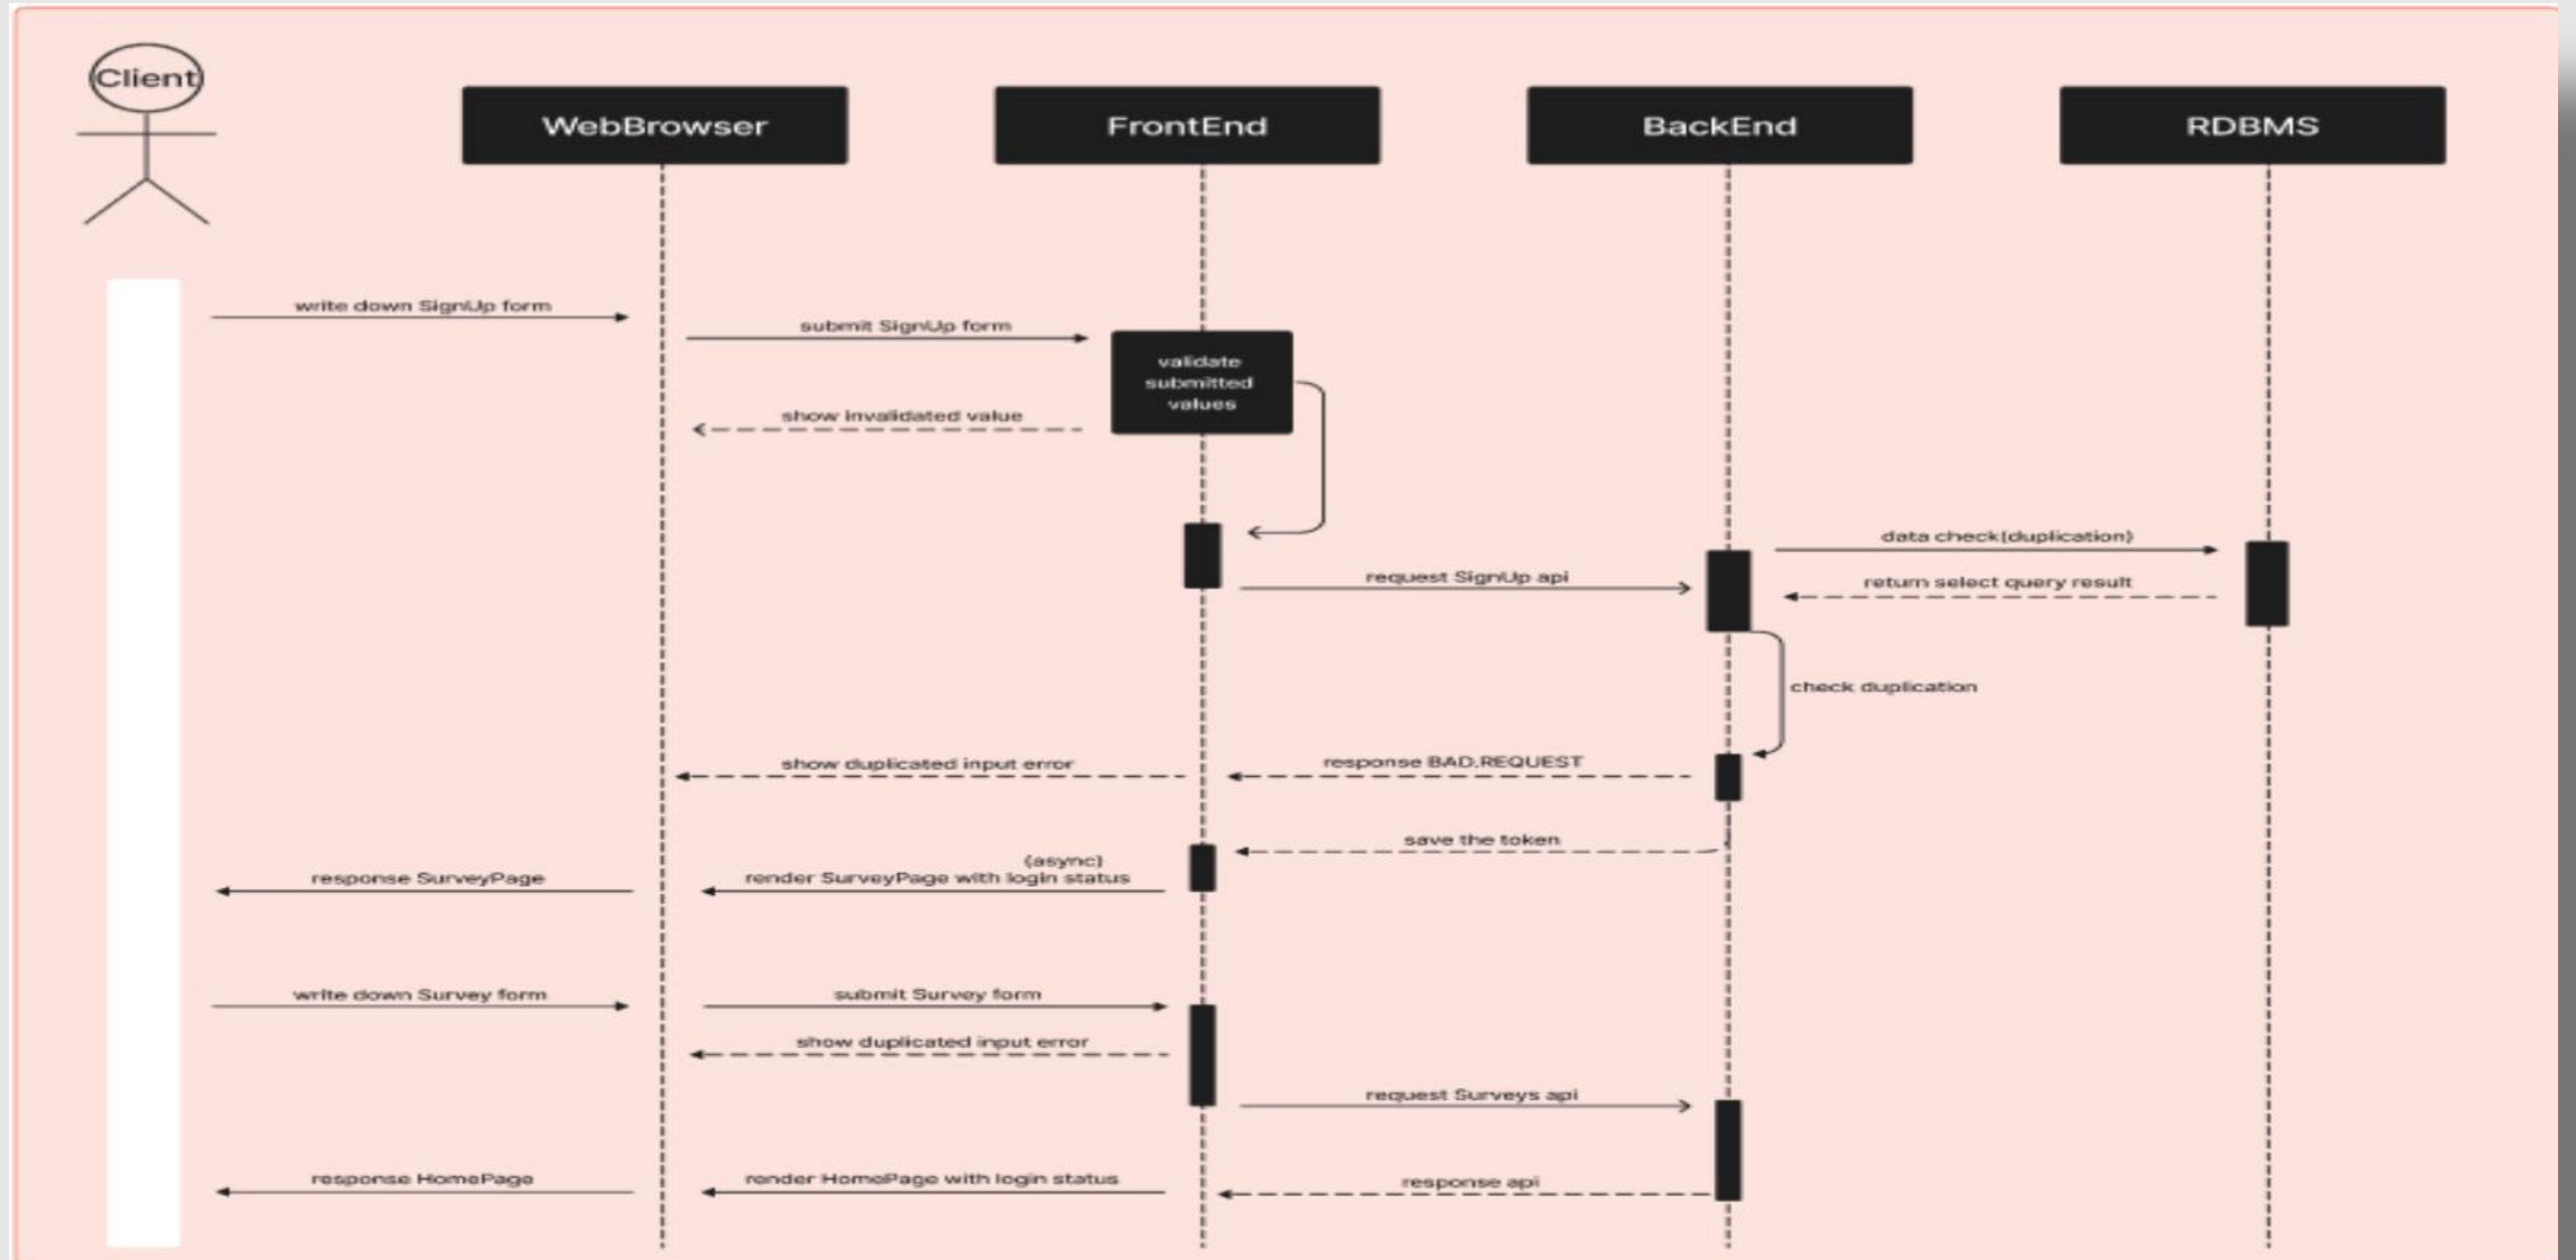 Client
WebBrowser
FrontEnd
BackEnd
RDBMS
write down SignUp form
submit SignUp form
validate
submitted
values
show invalidated value
data check(duplication)
request SignUp api
return select query result
check duplication
show duplicated input error
response BAD.REQUEST
save the token
(async)
response SurveyPage
render SurveyPage with login status
write down Survey form
submit Survey form
show duplicated input error
request Surveys api
response HomePage
render HomePage with login status
response api